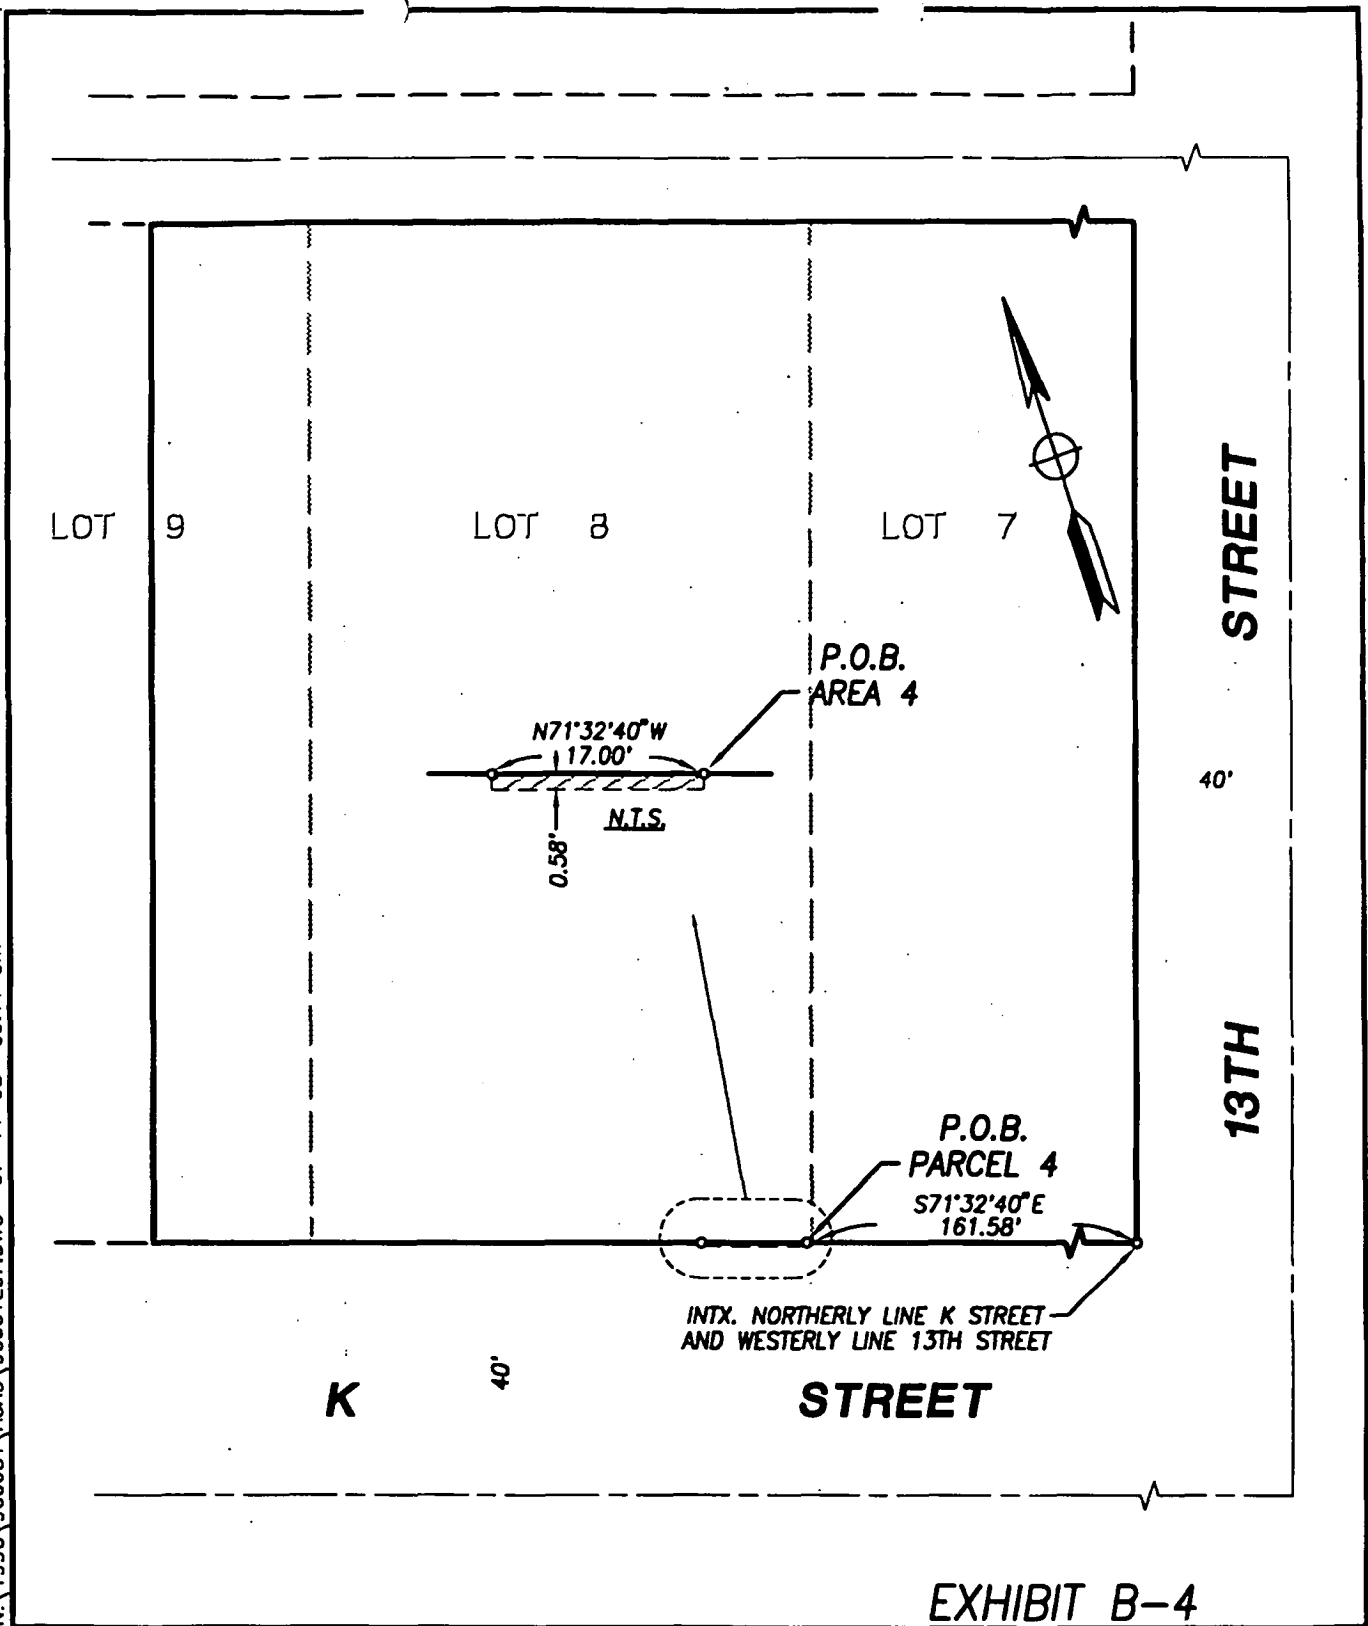 LOT 9
LOT 8
LOT 7
STREET
P.O.B.
AREA 4
N71°32'40"W
17.00'
N.T.S.
0.58'
40'
13TH
P.O.B.
PARCEL 4
S71°32'40"E
161.58'
INTX. NORTHERLY LINE K STREET
AND WESTERLY LINE 13TH STREET
40'
K STREET
EXHIBIT B-4